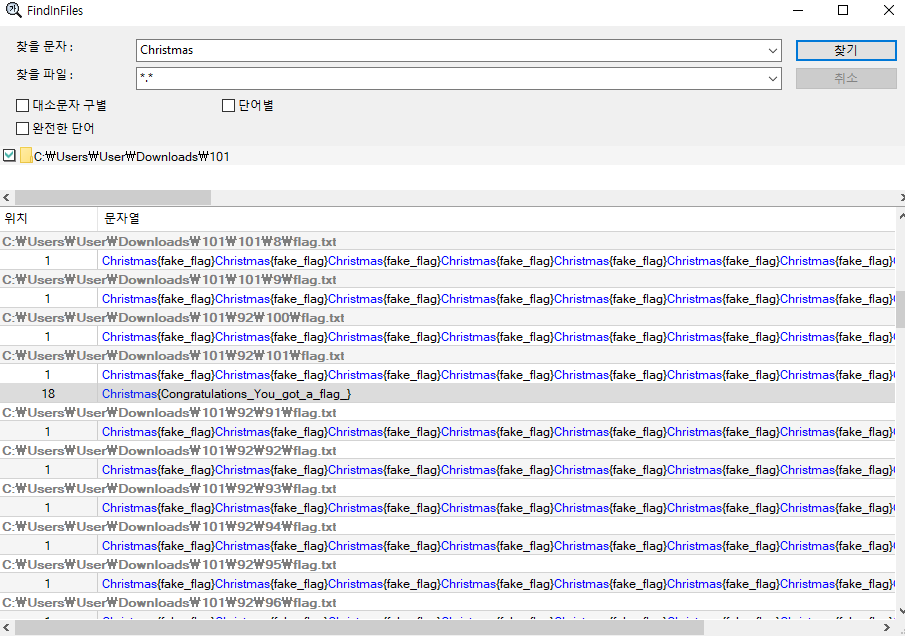 FindInFiles
찾을 문자 :
Christmas
찾기
찾을 파일 :
*.*
취소
대소문자 구별
단어별
완전한 단어
C:₩Users₩User₩Downloads₩101
위치 문자열
C:₩Users₩User₩Downloads₩101₩101₩8₩flag.txt
1 Christmas{fake_flag}Christmas{fake_flag}Christmas{fake_flag}Christmas{fake_flag}Christmas{fake_flag}Christmas{fake_flag}Christmas{fake_flag}
C:₩Users₩User₩Downloads₩101₩101₩9₩flag.txt
1 Christmas{fake_flag}Christmas{fake_flag}Christmas{fake_flag}Christmas{fake_flag}Christmas{fake_flag}Christmas{fake_flag}Christmas{fake_flag}
C:₩Users₩User₩Downloads₩101₩92₩100₩flag.txt
1 Christmas{fake_flag}Christmas{fake_flag}Christmas{fake_flag}Christmas{fake_flag}Christmas{fake_flag}Christmas{fake_flag}Christmas{fake_flag}
C:₩Users₩User₩Downloads₩101₩92₩101₩flag.txt
1 Christmas{fake_flag}Christmas{fake_flag}Christmas{fake_flag}Christmas{fake_flag}Christmas{fake_flag}Christmas{fake_flag}Christmas{fake_flag}
18 Christmas{Congratulations_You_got_a_flag_}
C:₩Users₩User₩Downloads₩101₩92₩91₩flag.txt
1 Christmas{fake_flag}Christmas{fake_flag}Christmas{fake_flag}Christmas{fake_flag}Christmas{fake_flag}Christmas{fake_flag}Christmas{fake_flag}
C:₩Users₩User₩Downloads₩101₩92₩92₩flag.txt
1 Christmas{fake_flag}Christmas{fake_flag}Christmas{fake_flag}Christmas{fake_flag}Christmas{fake_flag}Christmas{fake_flag}Christmas{fake_flag}
C:₩Users₩User₩Downloads₩101₩92₩93₩flag.txt
1 Christmas{fake_flag}Christmas{fake_flag}Christmas{fake_flag}Christmas{fake_flag}Christmas{fake_flag}Christmas{fake_flag}Christmas{fake_flag}
C:₩Users₩User₩Downloads₩101₩92₩94₩flag.txt
1 Christmas{fake_flag}Christmas{fake_flag}Christmas{fake_flag}Christmas{fake_flag}Christmas{fake_flag}Christmas{fake_flag}Christmas{fake_flag}
C:₩Users₩User₩Downloads₩101₩92₩95₩flag.txt
1 Christmas{fake_flag}Christmas{fake_flag}Christmas{fake_flag}Christmas{fake_flag}Christmas{fake_flag}Christmas{fake_flag}Christmas{fake_flag}
C:₩Users₩User₩Downloads₩101₩92₩96₩flag.txt